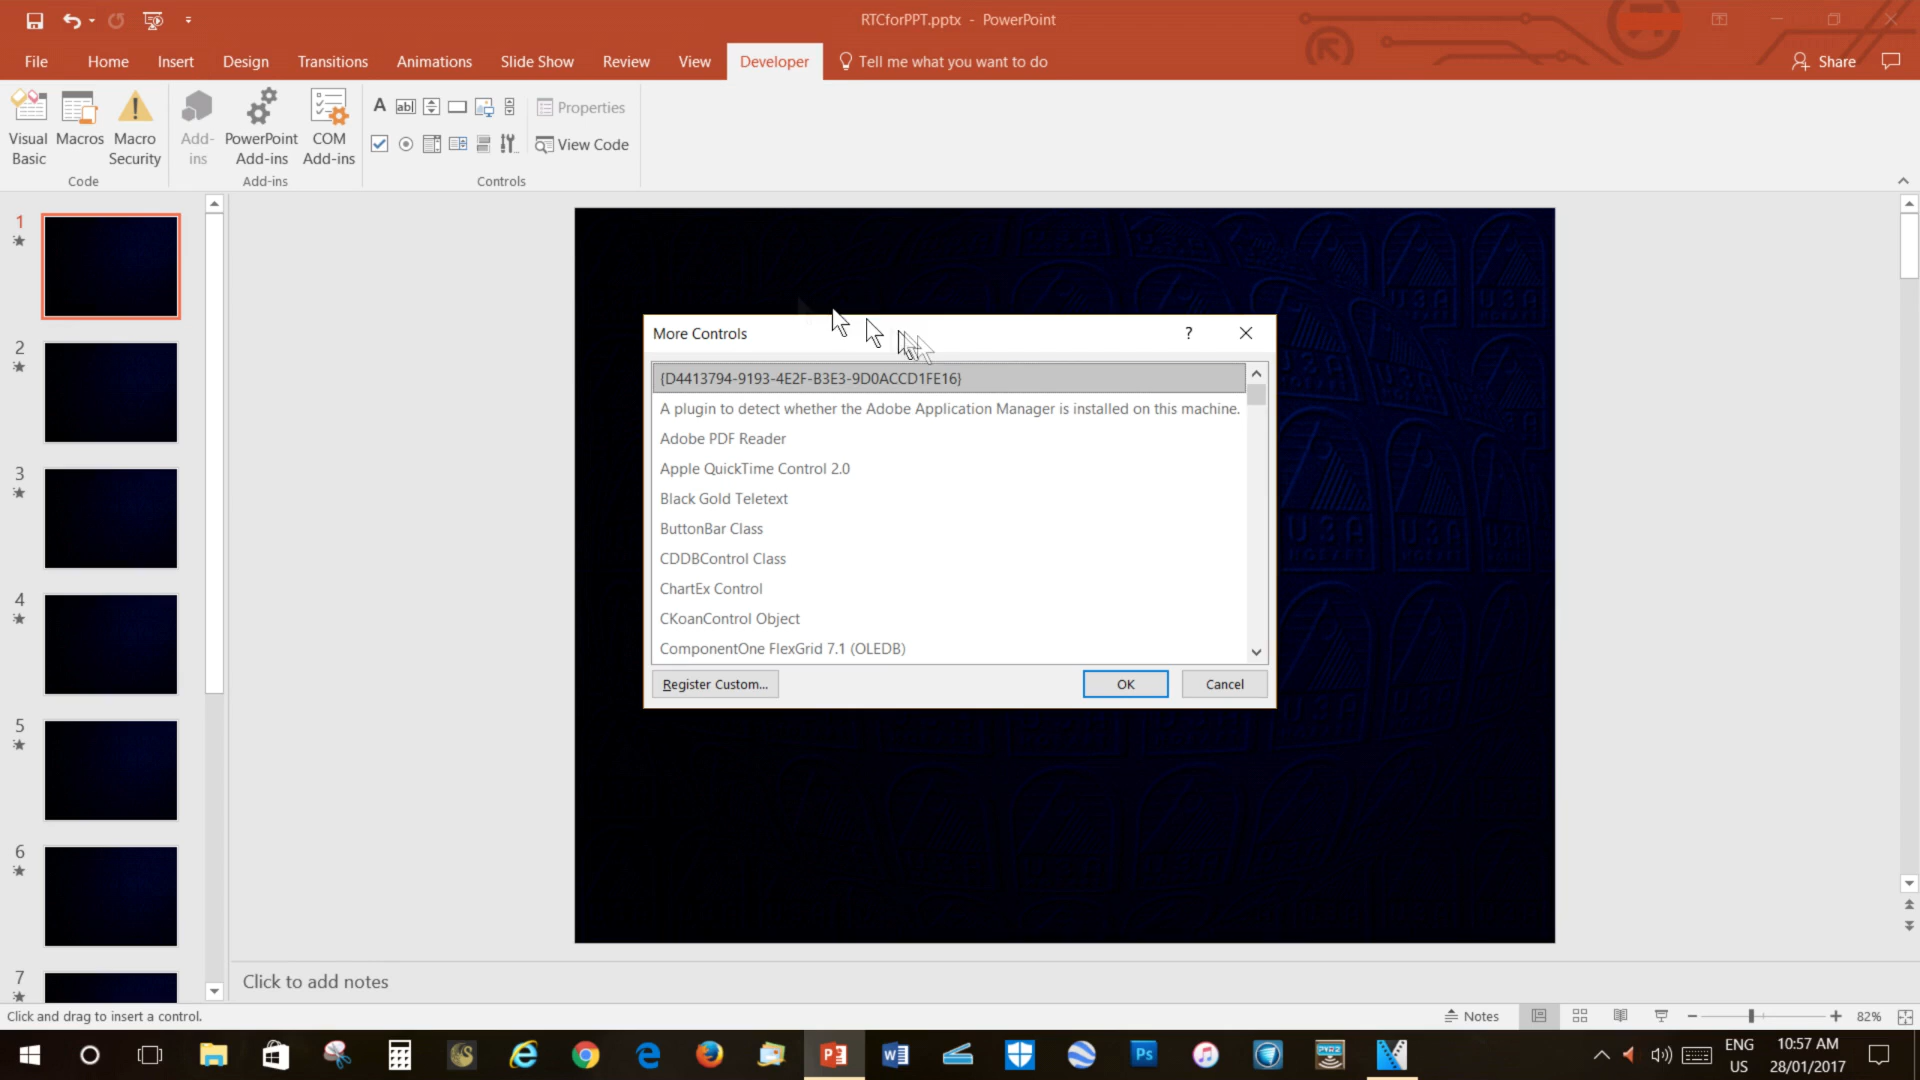 RTCforPPT.pptx - PowerPoint
File Home Insert Design Transitions Animations Slide Show Review View Developer Tell me what you want to do Share
Visual Basic
Macros
Macro Security
Code
Add-ins
PowerPoint Add-ins
COM Add-ins
Add-ins
A
abl
Properties
View Code
Controls
1
2
3
4
5
6
7
More Controls ?
{D4413794-9193-4E2F-B3E3-9D0ACCD1FE16}
A plugin to detect whether the Adobe Application Manager is installed on this machine.
Adobe PDF Reader
Apple QuickTime Control 2.0
Black Gold Teletext
ButtonBar Class
CDDBControl Class
ChartEx Control
CKoanControl Object
ComponentOne FlexGrid 7.1 (OLEDB)
Register Custom... OK Cancel
USA
USA
USA
USA
Click to add notes
Click and drag to insert a control.
Notes 82%
Ps
ENG
US
10:57 AM
28/01/2017